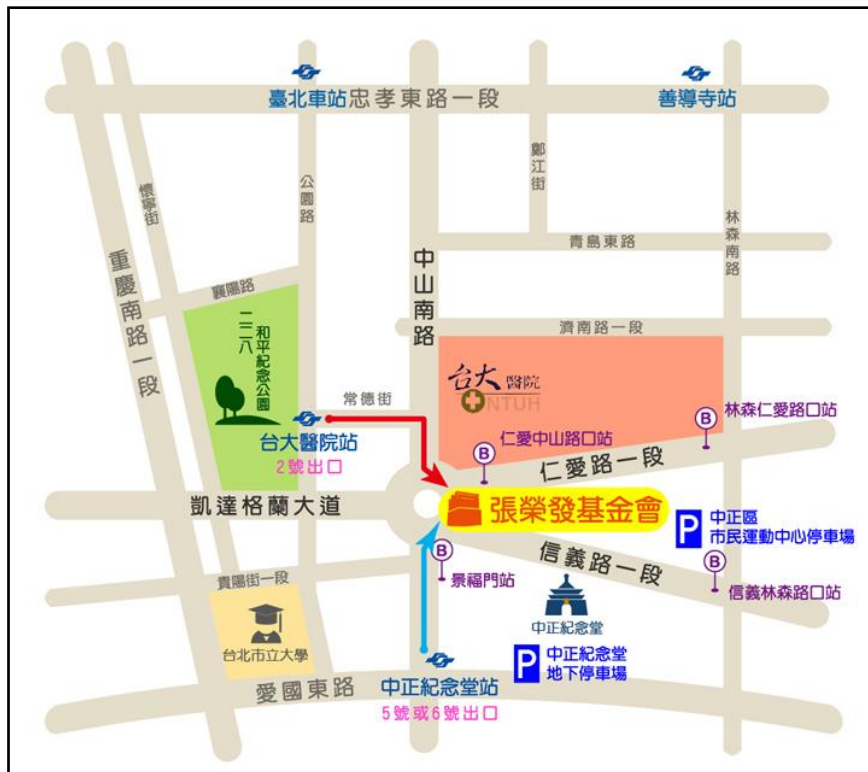 臺北車站
忠孝東路一段
善導寺站
懷寧街
公園路
鄭江街
林森南路
重慶南路一段
中山南路
青島東路
襄陽路
濟南路一段
二二八
和平紀念公園
台大醫院
NTUH
常德街
台大醫院站
2號出口
林森仁愛路口站
B
仁愛中山路口站
B
仁愛路一段
凱達格蘭大道
張榮發基金會
P
中正區
市民運動中心停車場
信義路一段
B
景福門站
B
信義林森路口站
貴陽街一段
中正紀念堂
台北市立大學
P
中正紀念堂
地下停車場
愛國東路
中正紀念堂站
5號或6號出口